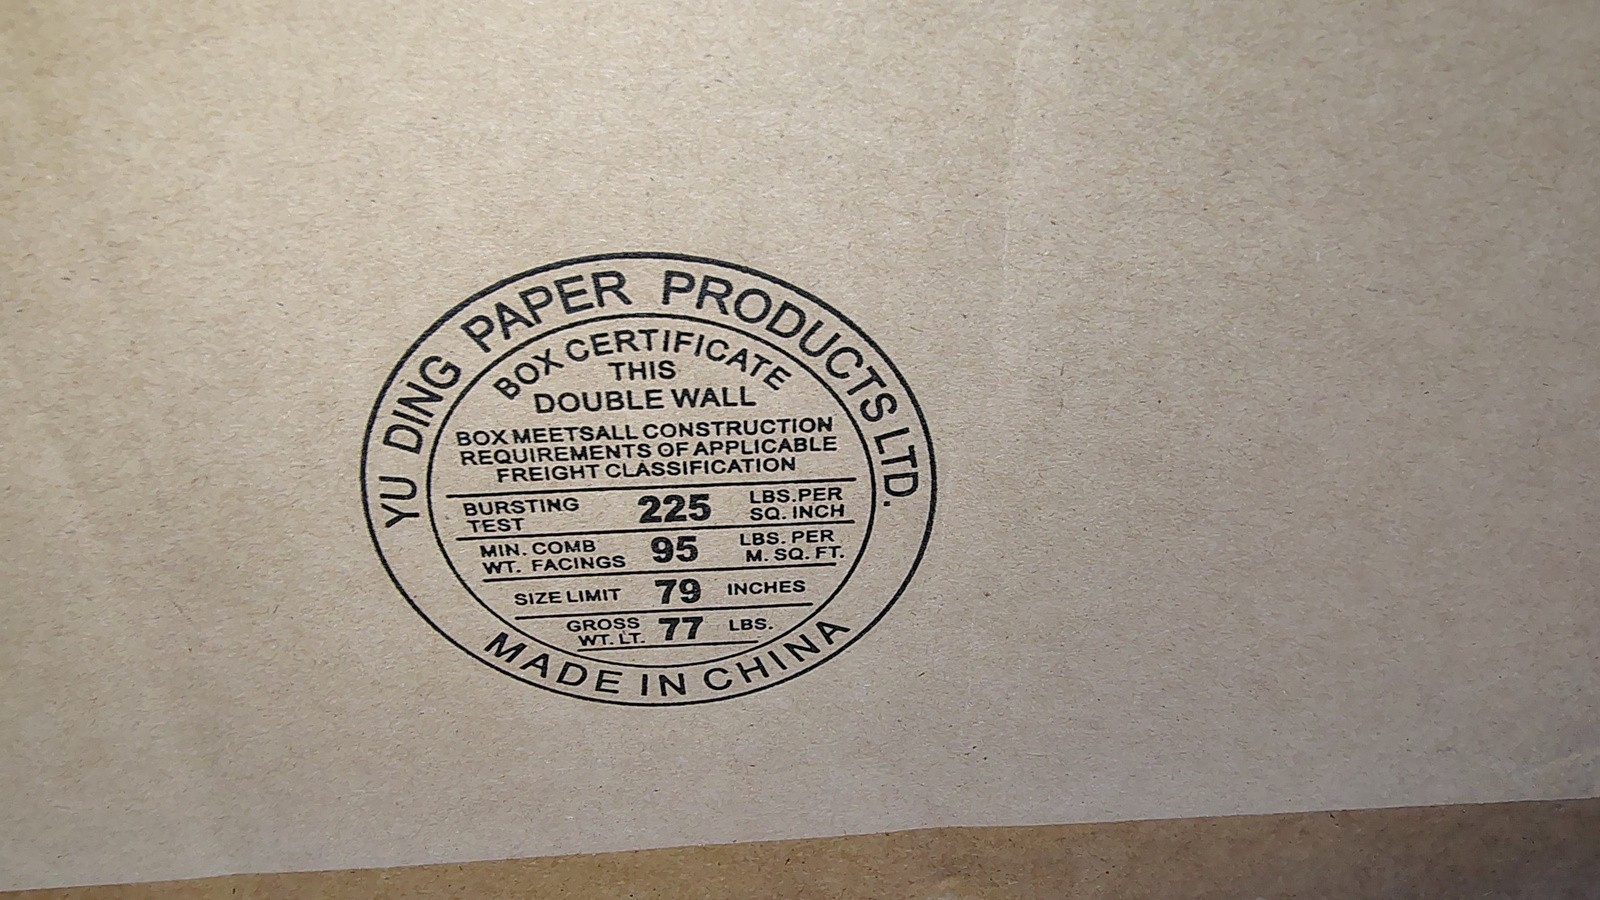 YU DING PAPER PRODUCTS LTD.
BOX CERTIFICATE
THIS
DOUBLE WALL
BOX MEETSALL CONSTRUCTION
REQUIREMENTS OF APPLICABLE
FREIGHT CLASSIFICATION
BURSTING TEST 225 LBS.PER SQ. INCH
MIN. COMB WT. FACINGS 95 LBS. PER M. SQ. FT.
SIZE LIMIT 79 INCHES
GROSS WT. LT. 77 LBS.
MADE IN CHINA